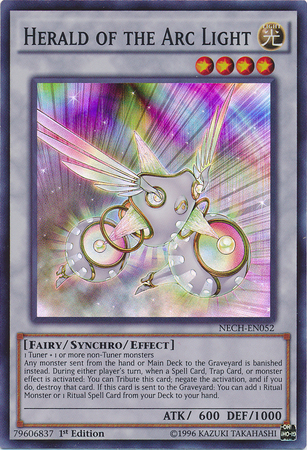 HERALD OF THE ARC LIGHT
光
NECH-EN052
[FAIRY/SYNCHRO/EFFECT]
1 Tuner + 1 or more non-Tuner monsters
Any monster sent from the hand or Main Deck to the Graveyard is banished
instead. During either player's turn, when a Spell Card, Trap Card, or monster
effect is activated: You can Tribute this card; negate the activation, and if you
do, destroy that card. If this card is sent to the Graveyard: You can add 1 Ritual
Monster or 1 Ritual Spell Card from your Deck to your hand.
ATK/ 600 DEF/1000
79606837 1st Edition ©1996 KAZUKI TAKAHASHI